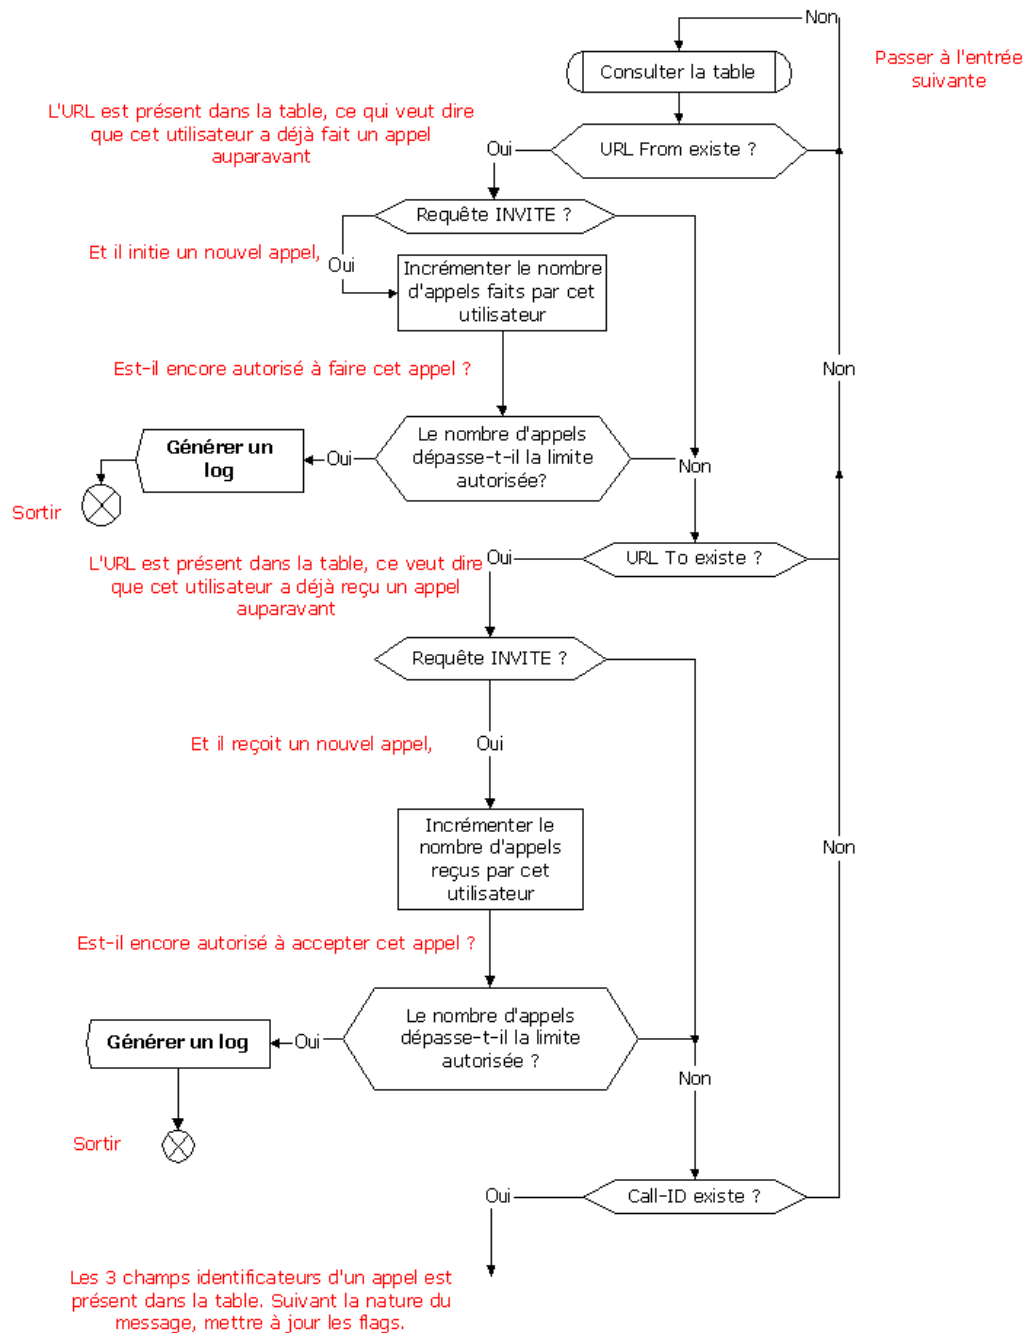 Non
Passer à l'entrée
suivante
Consulter la table
L'URL est présent dans la table, ce qui veut dire
que cet utilisateur a déjà fait un appel
auparavant
Oui
URL From existe ?
Requête INVITE ?
Et il initie un nouvel appel,
Oui
Incrémenter le nombre
d'appels faits par cet
utilisateur
Est-il encore autorisé à faire cet appel ?
Non
Le nombre d'appels
dépasse-t-il la limite
autorisée?
Oui
Générer un
log
Non
Sortir
L'URL est présent dans la table, ce veut dire
que cet utilisateur a déjà reçu un appel
auparavant
Oui
URL To existe ?
Requête INVITE ?
Et il reçoit un nouvel appel,
Oui
Incrémenter le
nombre d'appels
reçus par cet
utilisateur
Non
Est-il encore autorisé à accepter cet appel ?
Le nombre d'appels
dépasse-t-il la limite
autorisée ?
Oui
Générer un log
Non
Sortir
Oui
Call-ID existe ?
Les 3 champs identificateurs d'un appel est
présent dans la table. Suivant la nature du
message, mettre à jour les flags.